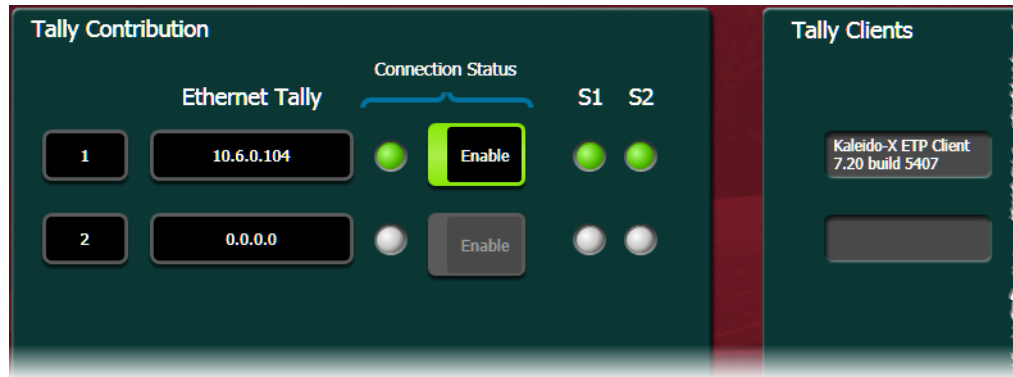 Tally Contribution
Connection Status
Ethernet Tally
S1 S2
1
10.6.0.104
Enable
2
0.0.0.0
Enable
Tally Clients
Kaleido-X ETP Client
7.20 build 5407